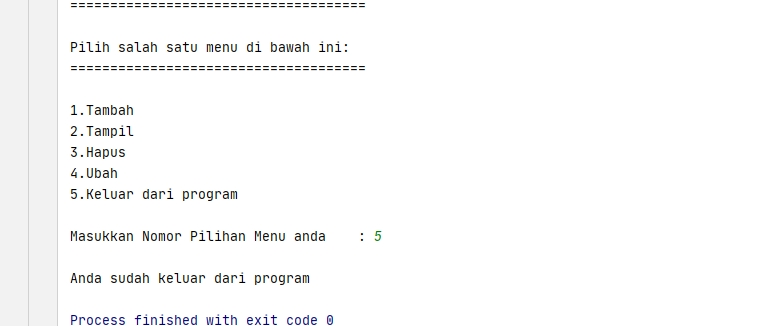 =====================================
Pilih salah satu menu di bawah ini:
=====================================
1.Tambah
2.Tampil
3.Hapus
4.Ubah
5.Keluar dari program
Masukkan Nomor Pilihan Menu anda    : 5
Anda sudah keluar dari program
Process finished with exit code 0